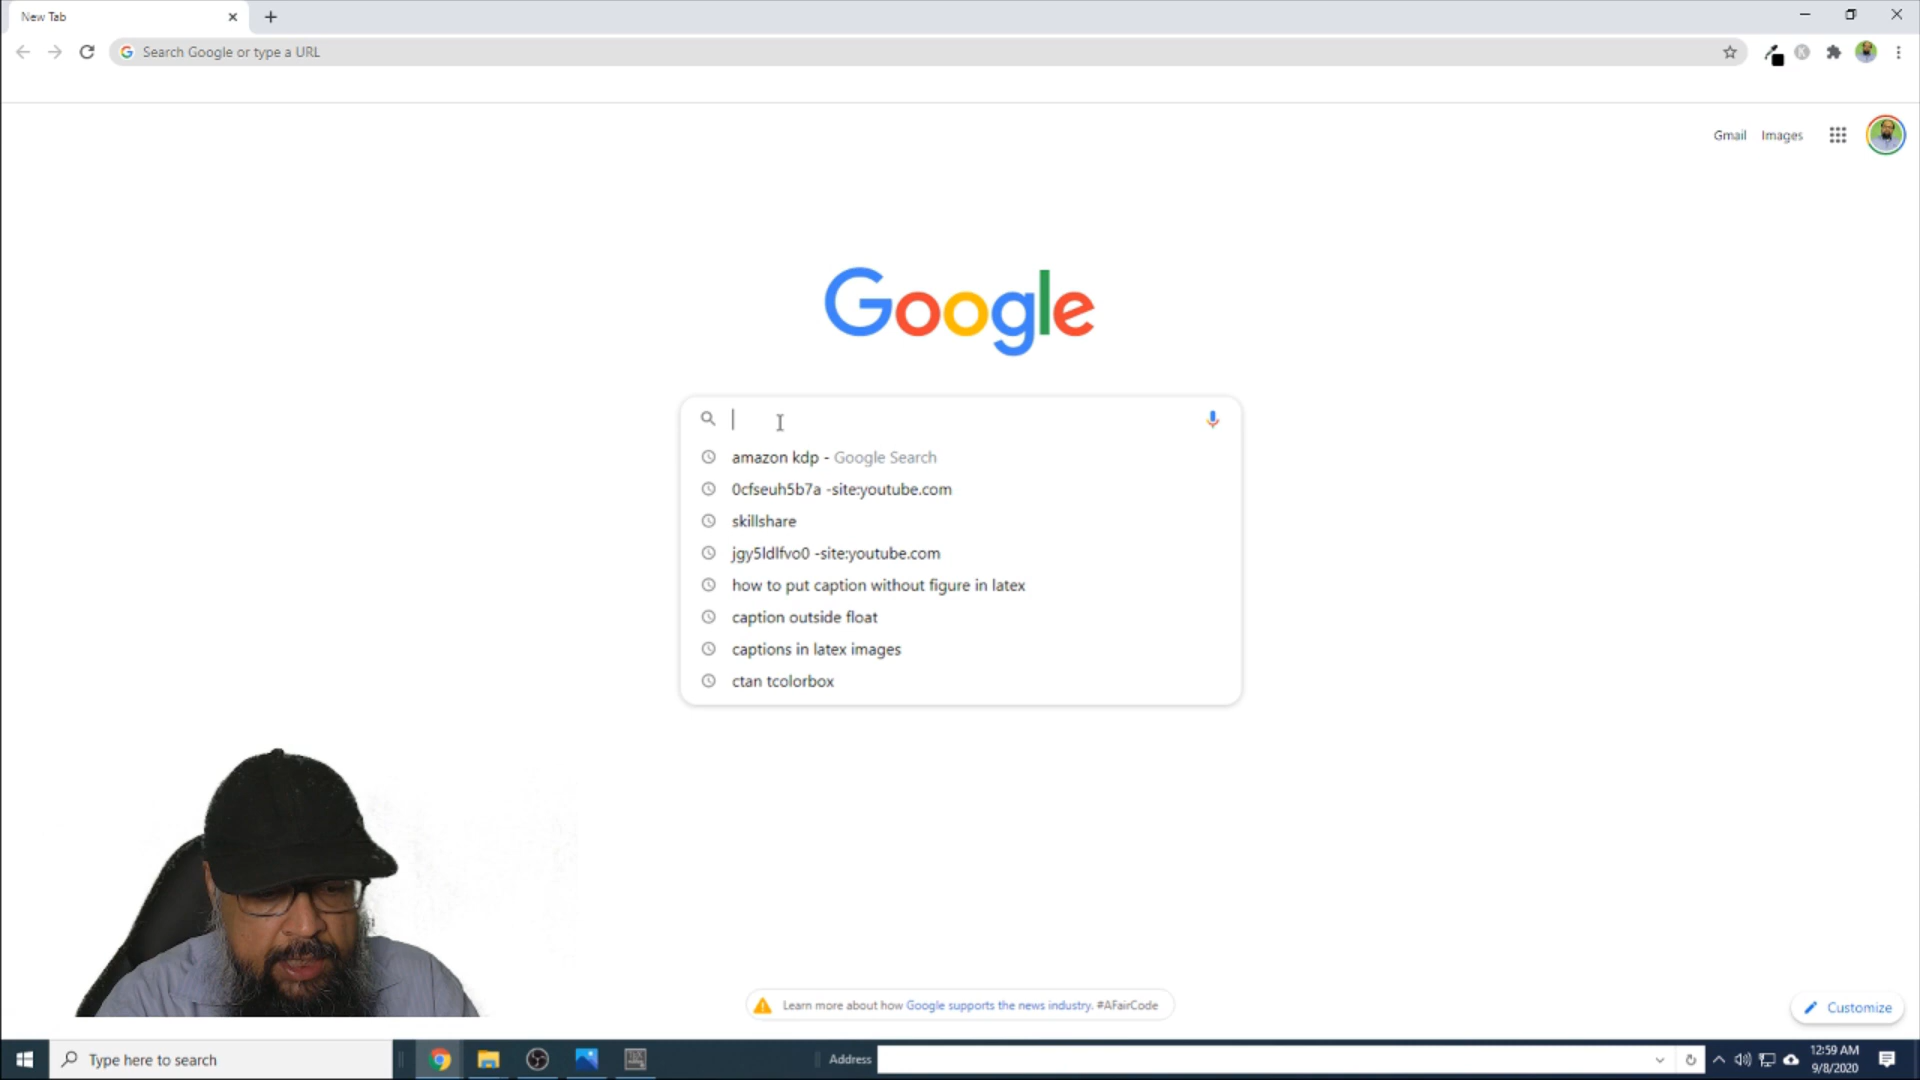 New Tab
Search Google or type a URL
Gmail Images
Google
amazon kdp - Google Search
0cfseuh5b7a -site:youtube.com
skillshare
jgy5ldlfvo0 -site:youtube.com
how to put caption without figure in latex
caption outside float
captions in latex images
ctan tcolorbox
Learn more about how Google supports the news industry. #AFairCode
Customize
Type here to search
Address
12:59 AM
9/8/2020